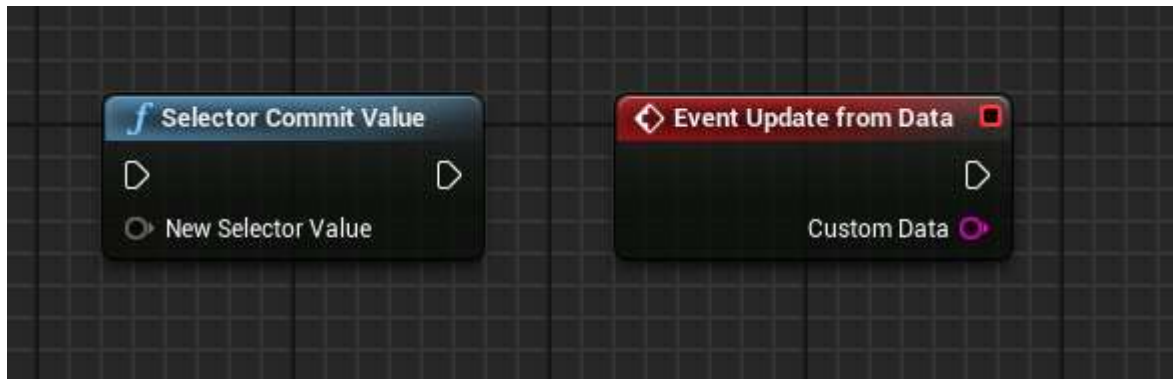 Selector Commit Value
New Selector Value
Event Update from Data
Custom Data